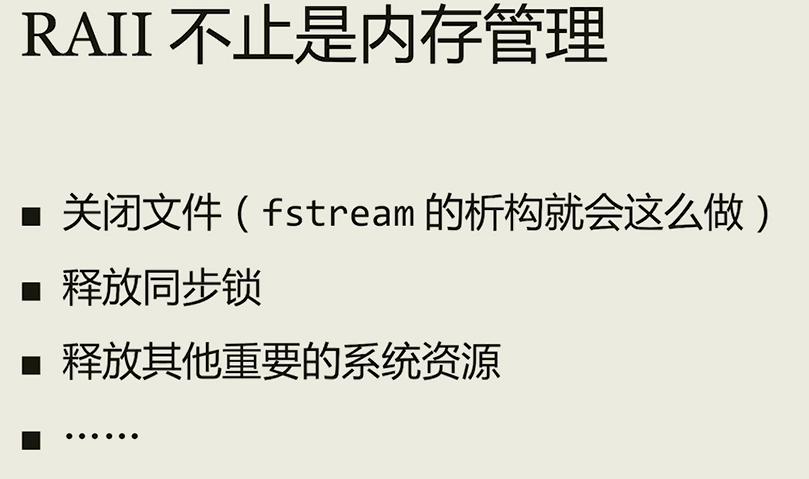 RAII 不止是内存管理
■ 关闭文件（fstream 的析构就会这么做）
■ 释放同步锁
■ 释放其他重要的系统资源
■ ……